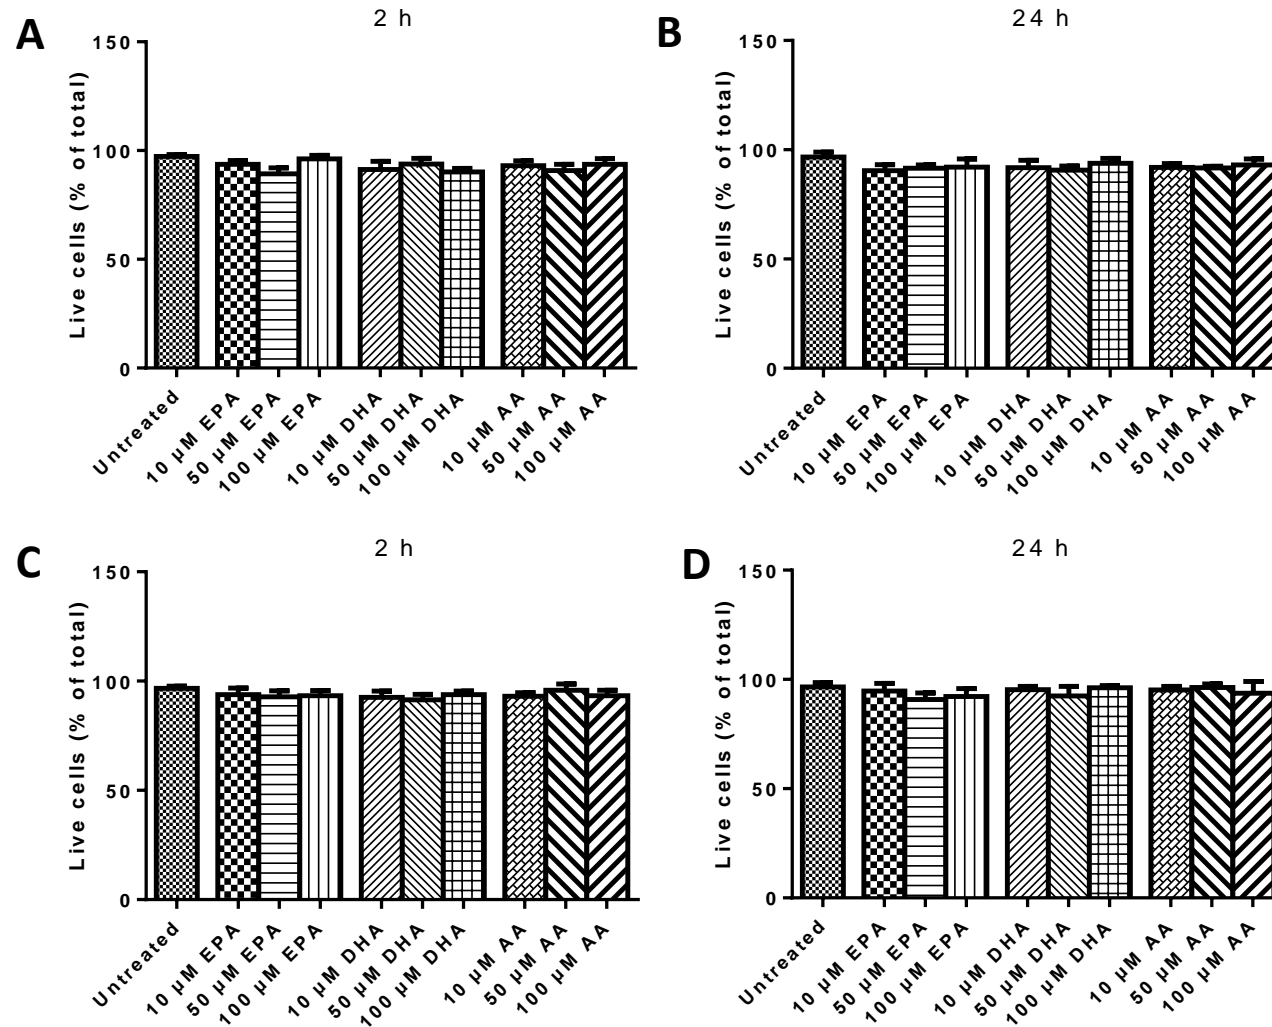 A
2 h
Live cells (% of total)
150
100
50
0
Untreated
10 µM EPA
50 µM EPA
100 µM EPA
10 µM DHA
50 µM DHA
100 µM DHA
10 µM AA
50 µM AA
100 µM AA
B
24 h
Live cells (% of total)
150
100
50
0
Untreated
10 µM EPA
50 µM EPA
100 µM EPA
10 µM DHA
50 µM DHA
100 µM DHA
10 µM AA
50 µM AA
100 µM AA
C
2 h
Live cells (% of total)
150
100
50
0
Untreated
10 µM EPA
50 µM EPA
100 µM EPA
10 µM DHA
50 µM DHA
100 µM DHA
10 µM AA
50 µM AA
100 µM AA
D
24 h
Live cells (% of total)
150
100
50
0
Untreated
10 µM EPA
50 µM EPA
100 µM EPA
10 µM DHA
50 µM DHA
100 µM DHA
10 µM AA
50 µM AA
100 µM AA